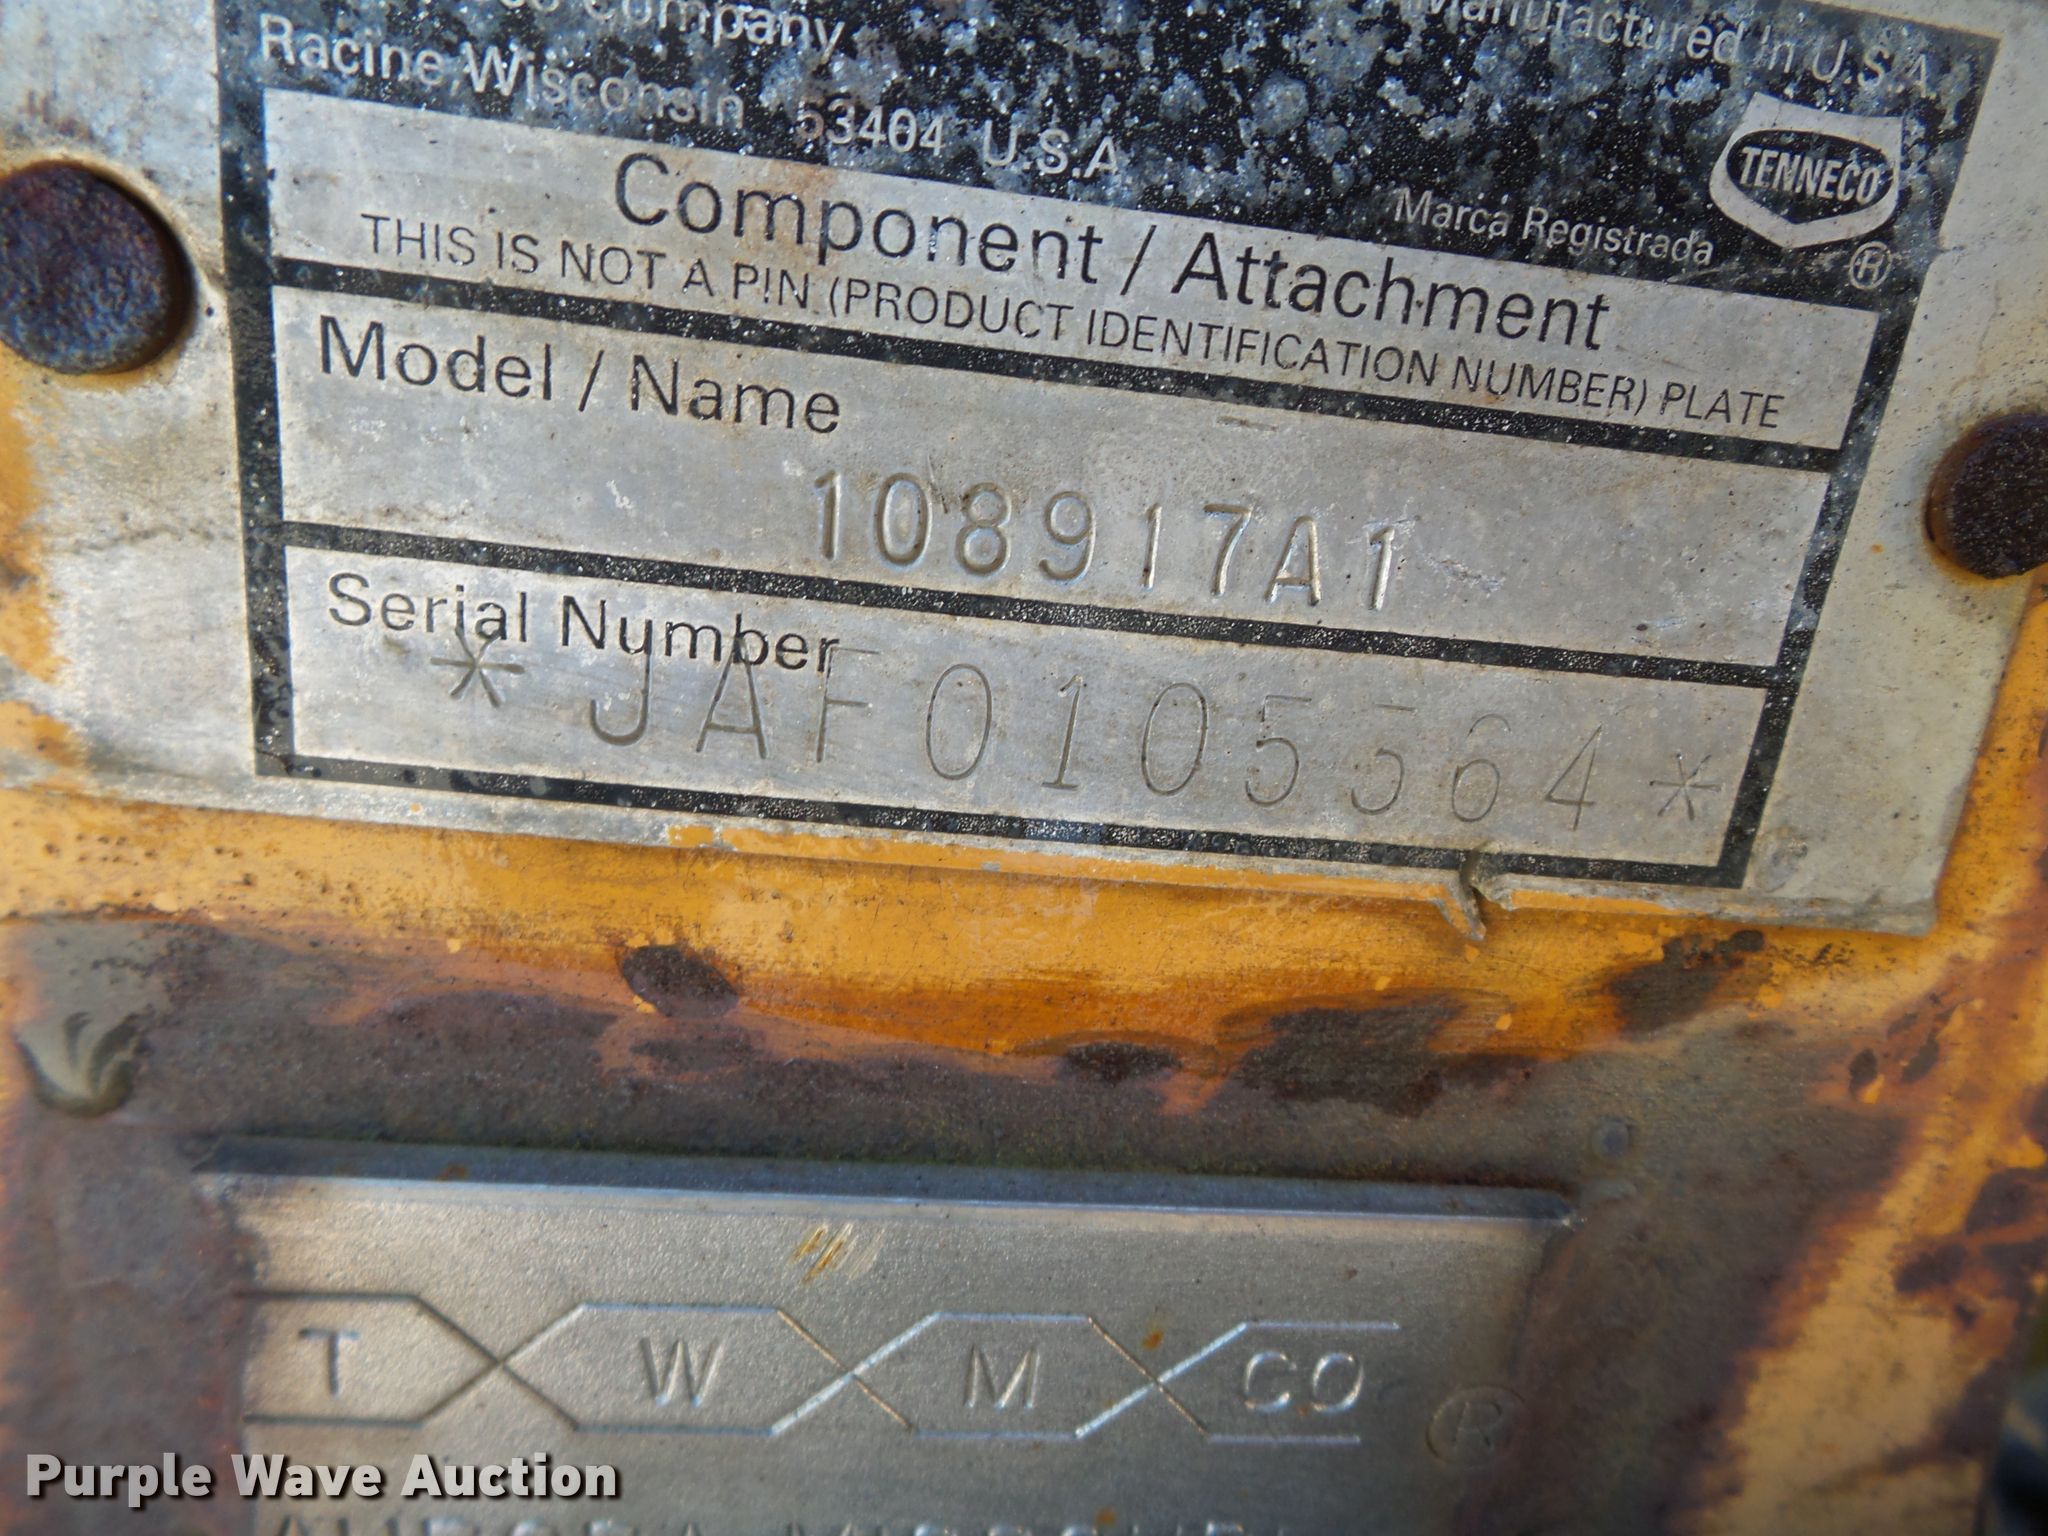 Company
Racine, Wisconsin 53404 U.S.A.
Manufactured In U.S.A.
Marca Registrada
TENNECO
®
Component / Attachment
THIS IS NOT A PIN (PRODUCT IDENTIFICATION NUMBER) PLATE
Model / Name
108917A1
Serial Number
*JAF0105564*
T W M CO ®
Purple Wave Auction